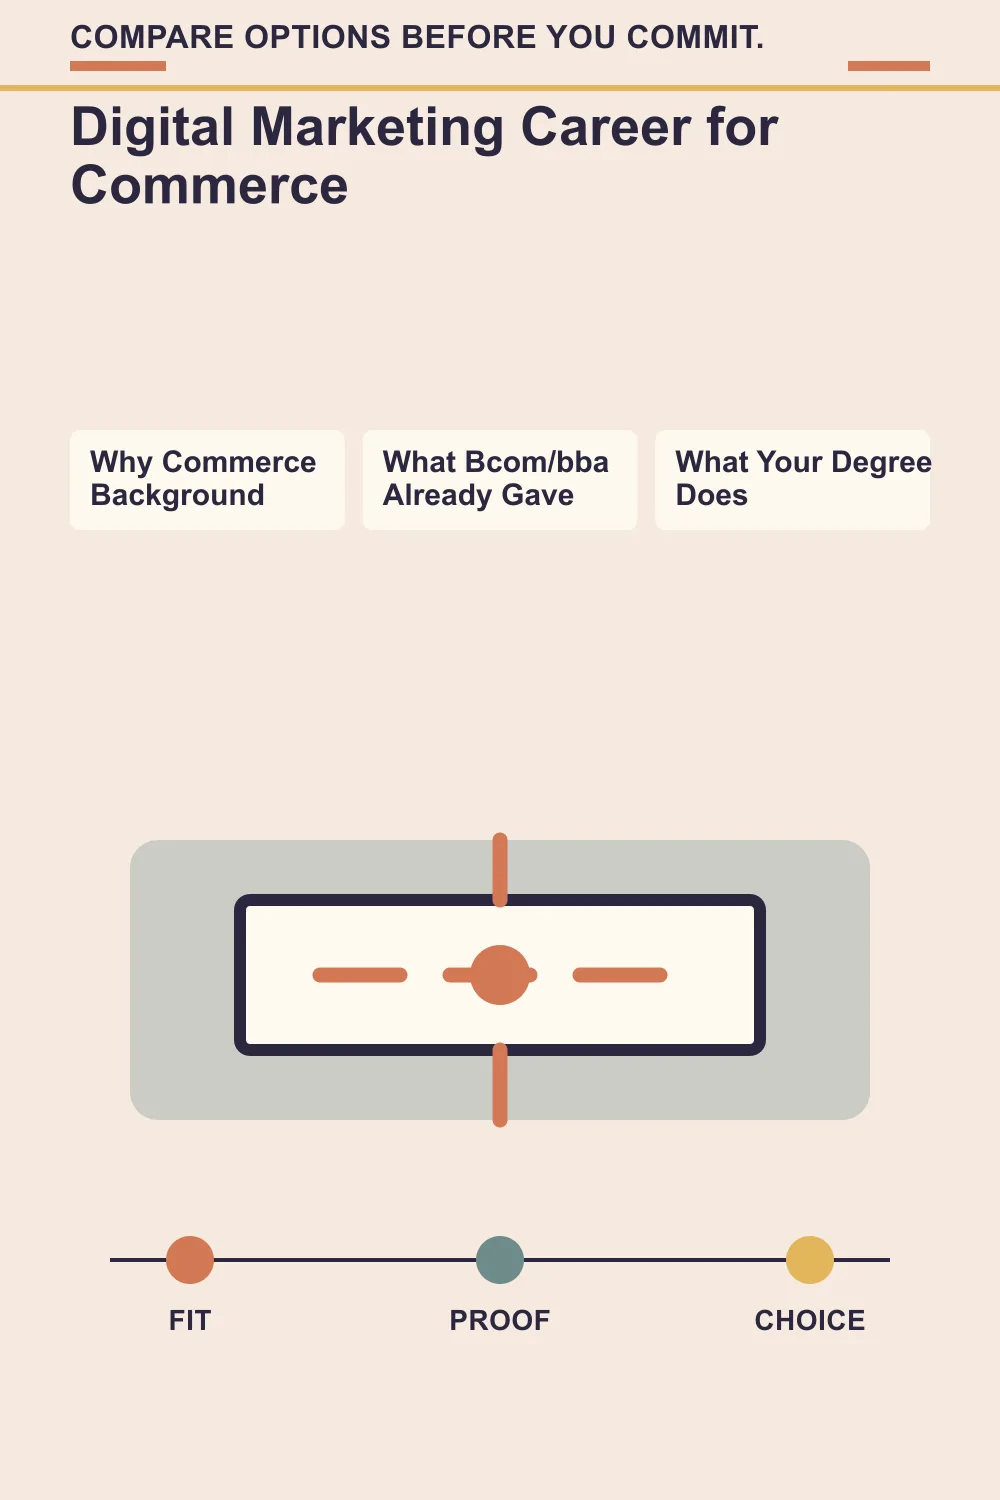 COMPARE OPTIONS BEFORE YOU COMMIT.
Digital Marketing Career for
Commerce
Why Commerce
Background
What Bcom/bba
Already Gave
What Your Degree
Does
FIT
PROOF
CHOICE